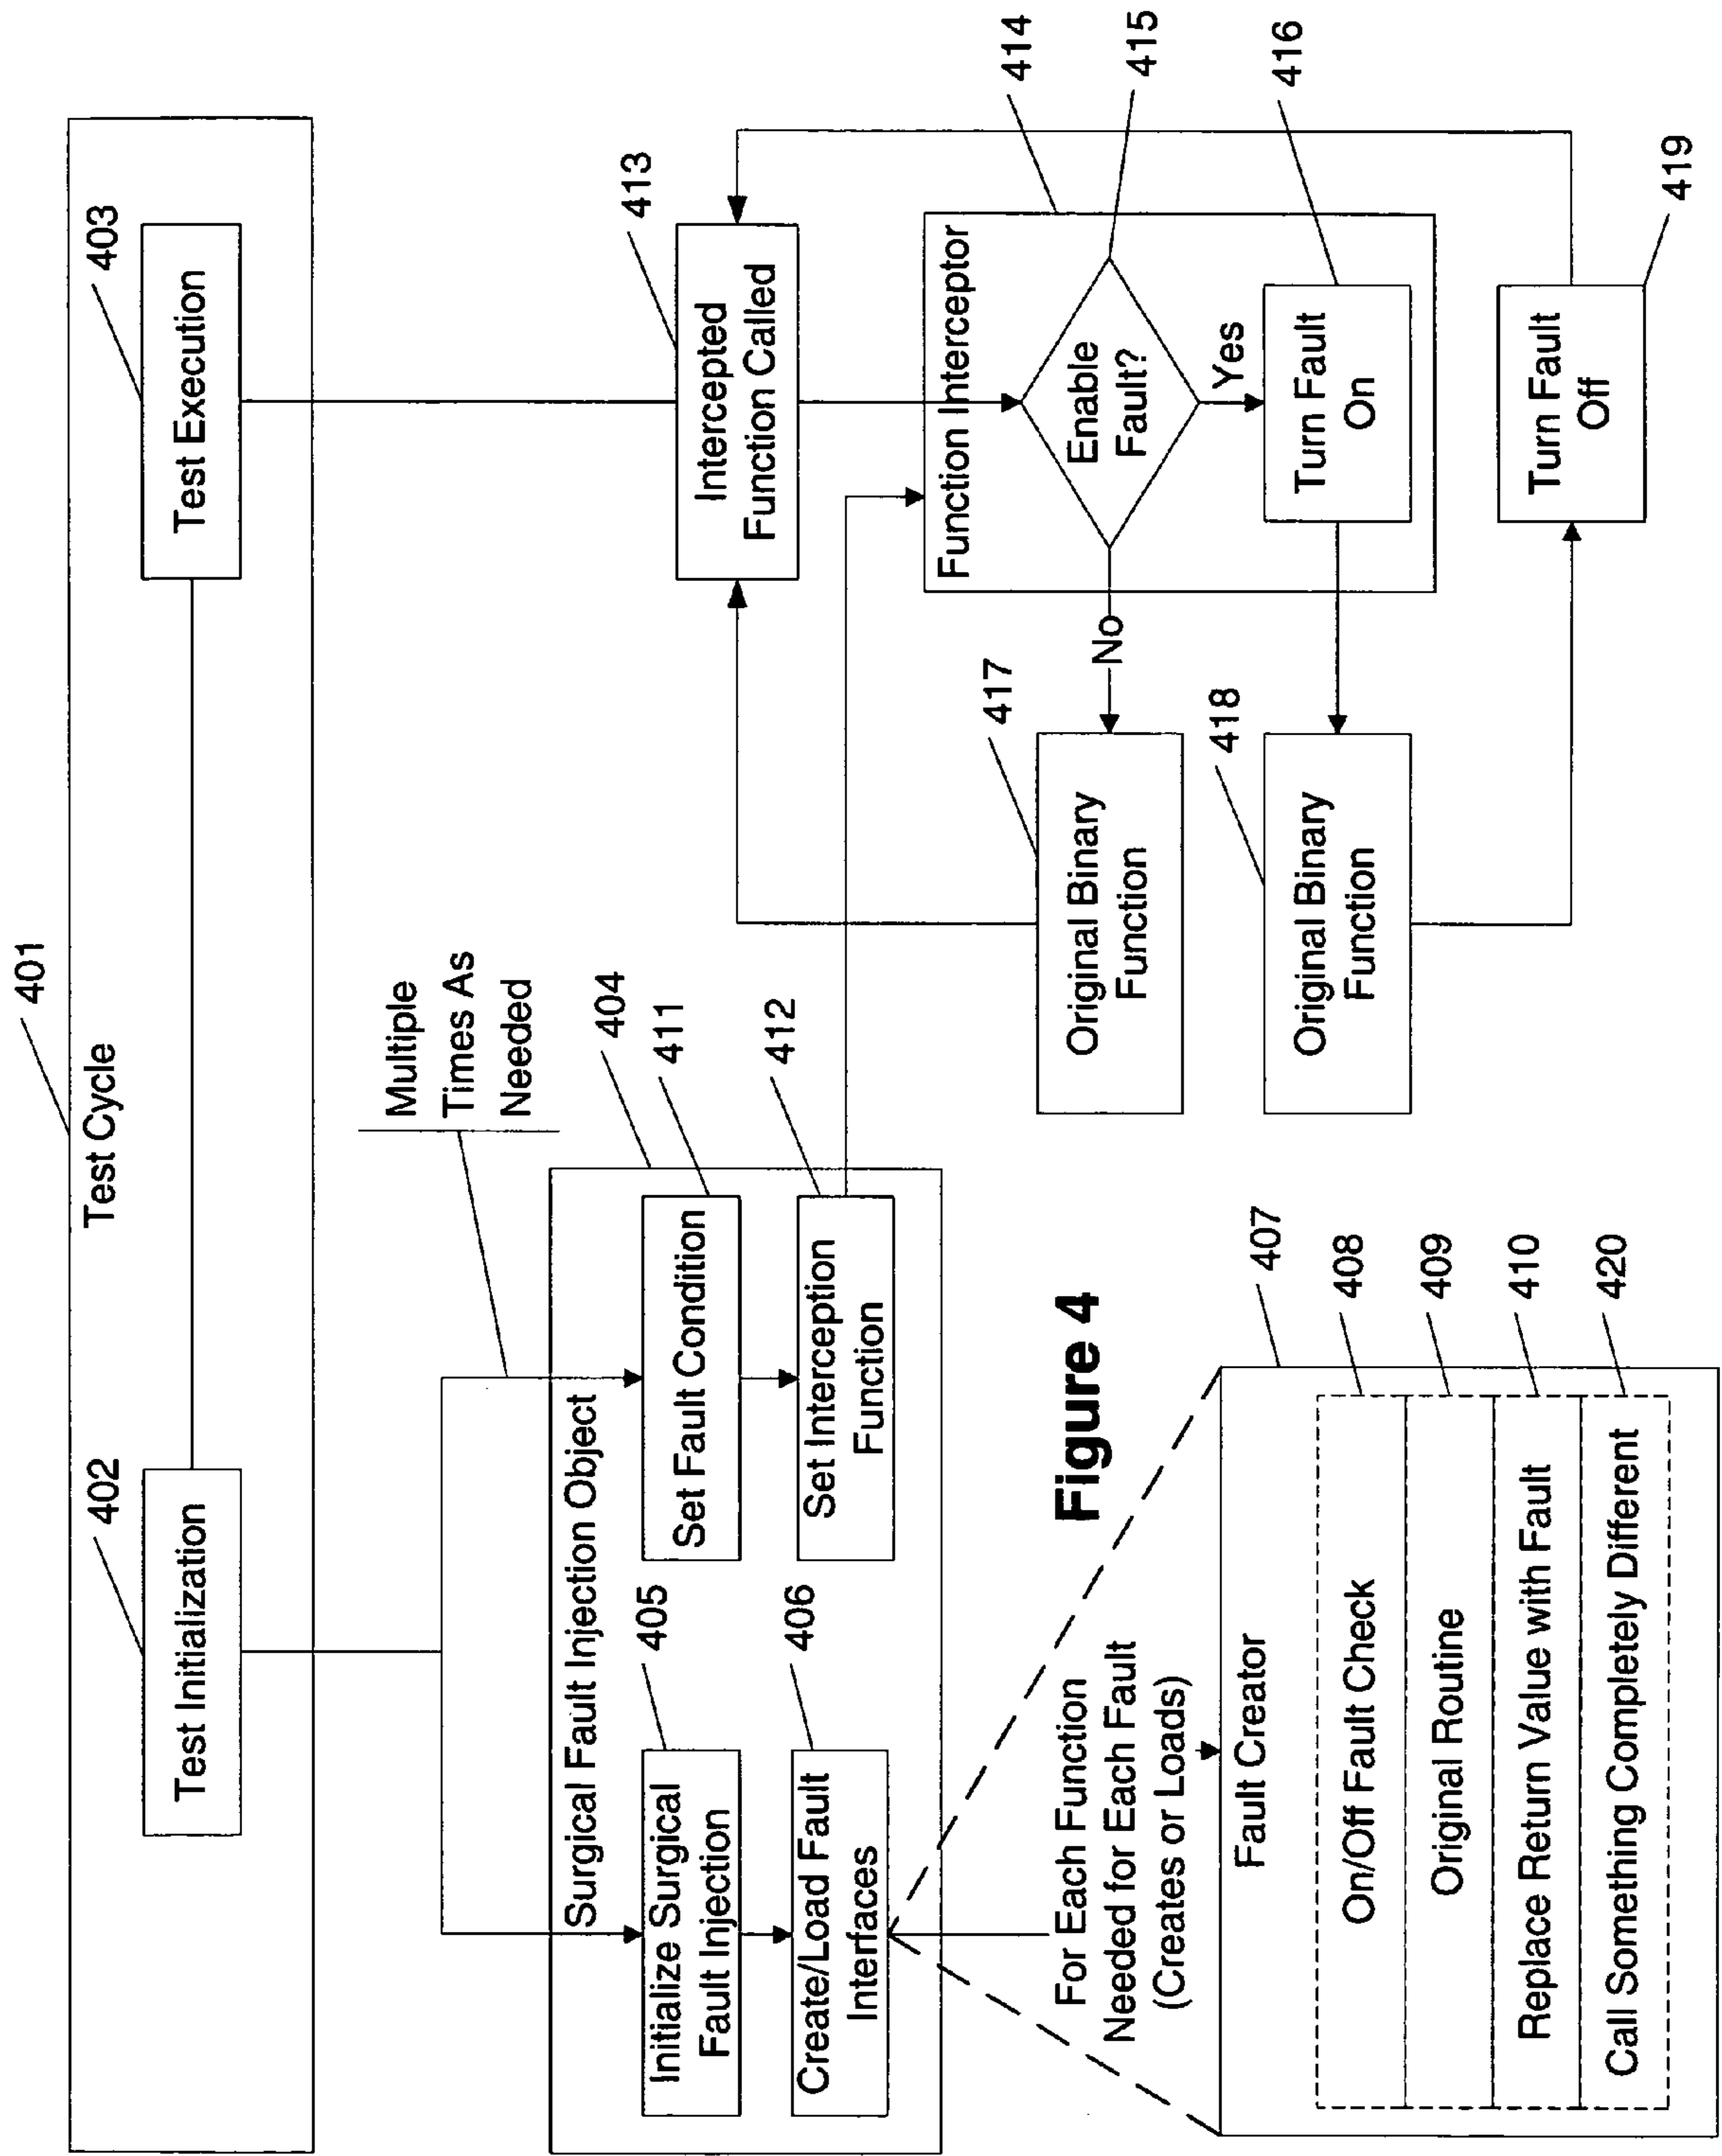 401
Test Cycle
402
Test Initialization
403
Test Execution
Multiple
Times As
Needed
404
Surgical Fault Injection Object
405
Initialize Surgical
Fault Injection
406
Create/Load Fault
Interfaces
411
Set Fault Condition
412
Set Interception
Function
413
Intercepted
Function Called
414
Function Interceptor
415
Enable
Fault?
Yes
No
416
Turn Fault
On
417
Original Binary
Function
418
Original Binary
Function
419
Turn Fault
Off
Figure 4
For Each Function
Needed for Each Fault
(Creates or Loads)
407
Fault Creator
On/Off Fault Check
408
Original Routine
409
Replace Return Value with Fault
410
Call Something Completely Different
420